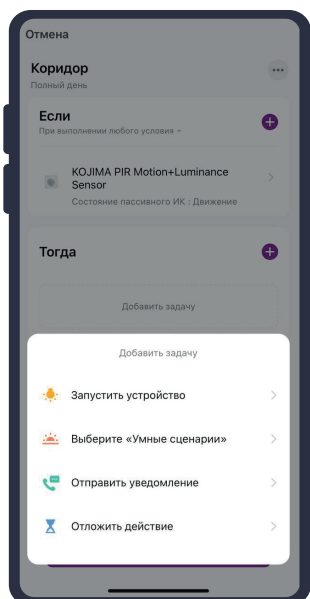 Отмена
Коридор
Полный день
Если
При выполнении любого условия
KOJIMA PIR Motion+Luminance
Sensor
Состояние пассивного ИК : Движение
Тогда
Добавить задачу
Добавить задачу
Запустить устройство
Выберите «Умные сценарии»
Отправить уведомление
Отложить действие